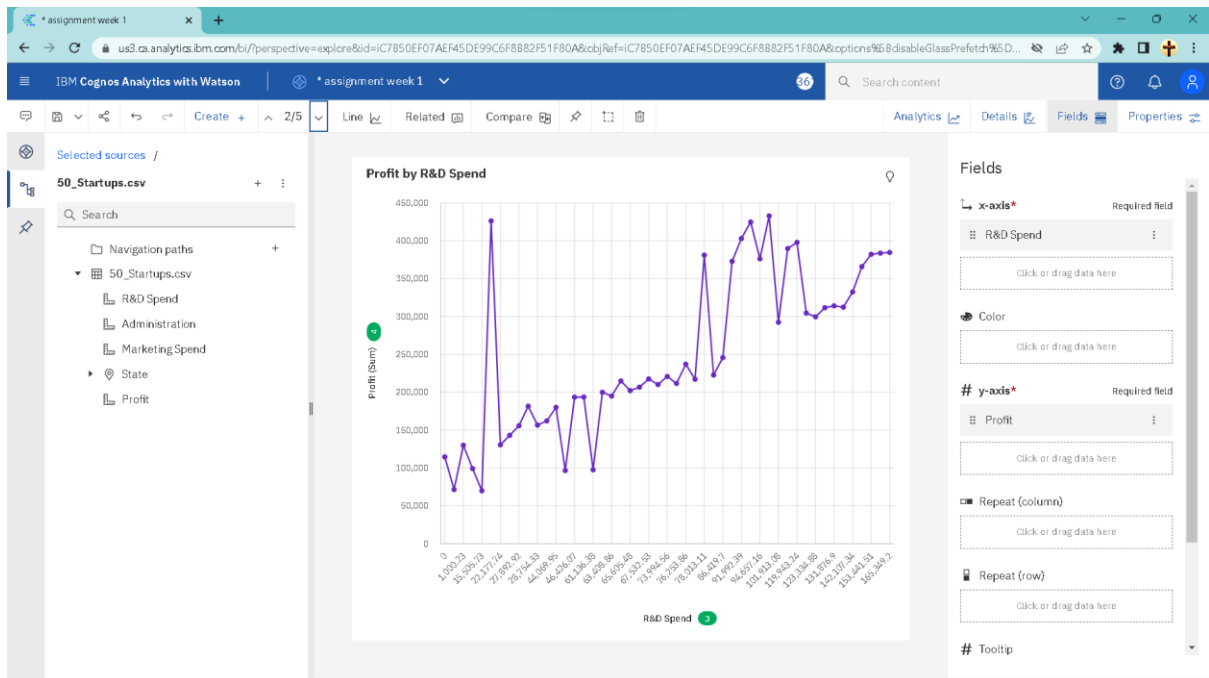 * assignment week 1
us3.ca.analytics.ibm.com/bi/?perspective=explore&id=iC7B50EF07AEF45DE99C6F8B82F51F80A&objRef=iC7B50EF07AEF45DE99C6F8B82F51F80A&options%5BdisableGlassPrefetch%5D...
IBM Cognos Analytics with Watson
* assignment week 1
36
Search content
Create +
2/5
Line
Related
Compare
Analytics
Details
Fields
Properties
Selected sources /
50_Startups.csv
Search
Navigation paths
50_Startups.csv
R&D Spend
Administration
Marketing Spend
State
Profit
Profit by R&D Spend
450,000
400,000
350,000
300,000
250,000
200,000
150,000
100,000
50,000
0
Profit (Sum) 4
0
1,000.23
15,505.73
22,177.74
27,892.92
28,754.33
44,069.95
46,426.07
61,136.38
63,408.86
65,605.48
67,532.53
73,994.56
76,253.86
78,013.11
86,419.7
91,992.39
94,657.16
101,913.08
119,943.24
123,334.88
131,876.9
142,107.34
153,441.51
165,349.2
R&D Spend 3
Fields
x-axis*
Required field
R&D Spend
Click or drag data here
Color
Click or drag data here
# y-axis*
Required field
Profit
Click or drag data here
Repeat (column)
Click or drag data here
Repeat (row)
Click or drag data here
# Tooltip